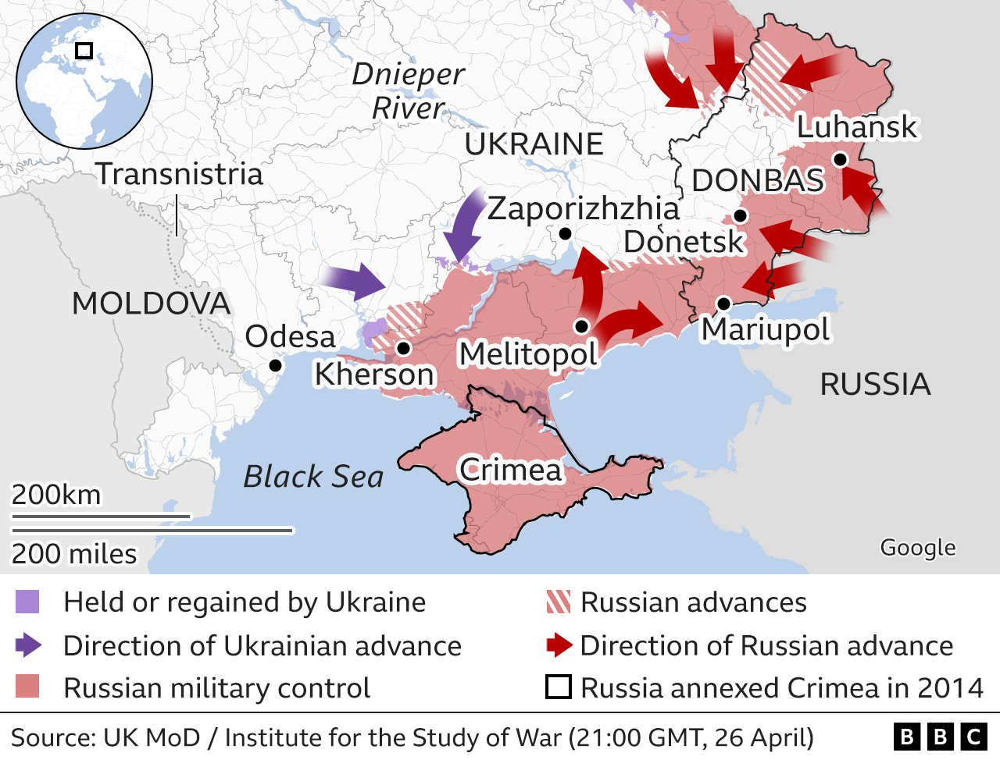 Dnieper
River
UKRAINE
Luhansk
Transnistria
DONBAS
Zaporizhzhia
Donetsk
MOLDOVA
Odesa
Mariupol
Melitopol
Kherson
RUSSIA
Crimea
Black Sea
200km
200 miles
Google
Held or regained by Ukraine
Russian advances
Direction of Ukrainian advance
Direction of Russian advance
Russian military control
Russia annexed Crimea in 2014
Source: UK MoD / Institute for the Study of War (21:00 GMT, 26 April)
BBC